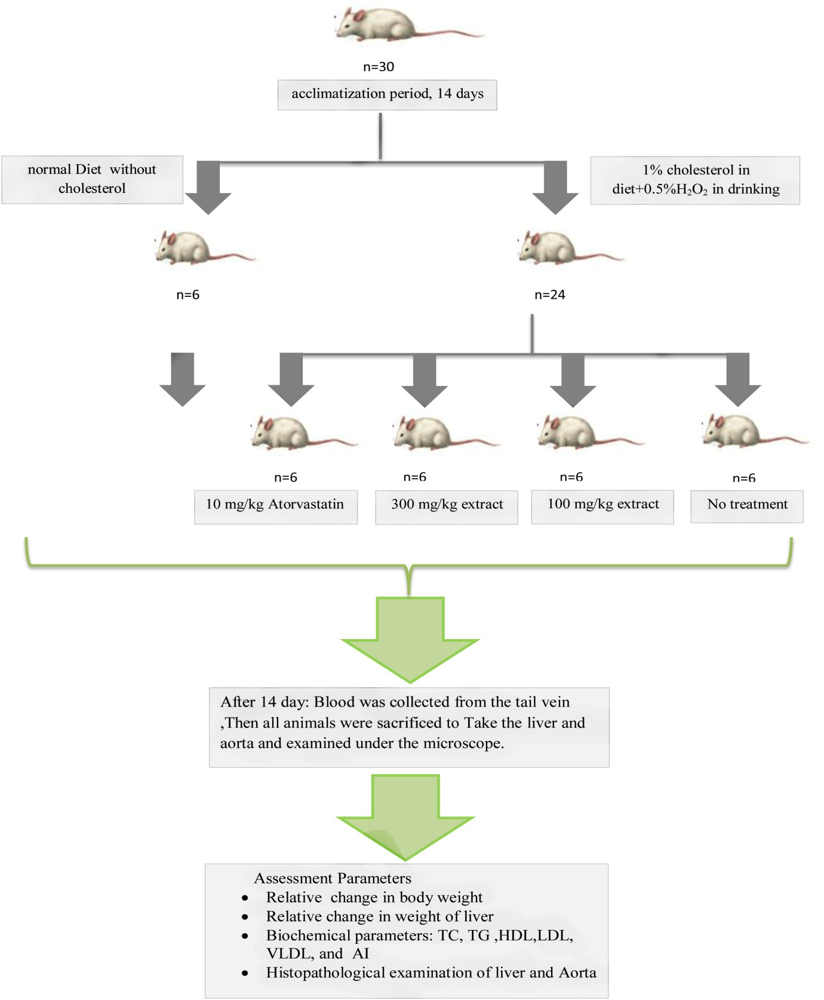 n=30
acclimatization period, 14 days
normal Diet without
cholesterol
1% cholesterol in
diet+0.5%H₂O₂ in drinking
n=6
n=24
n=6
n=6
n=6
n=6
10 mg/kg Atorvastatin
300 mg/kg extract
100 mg/kg extract
No treatment
After 14 day: Blood was collected from the tail vein
,Then all animals were sacrificed to Take the liver and
aorta and examined under the microscope.
Assessment Parameters
• Relative change in body weight
• Relative change in weight of liver
• Biochemical parameters: TC, TG ,HDL,LDL,
VLDL, and AI
• Histopathological examination of liver and Aorta